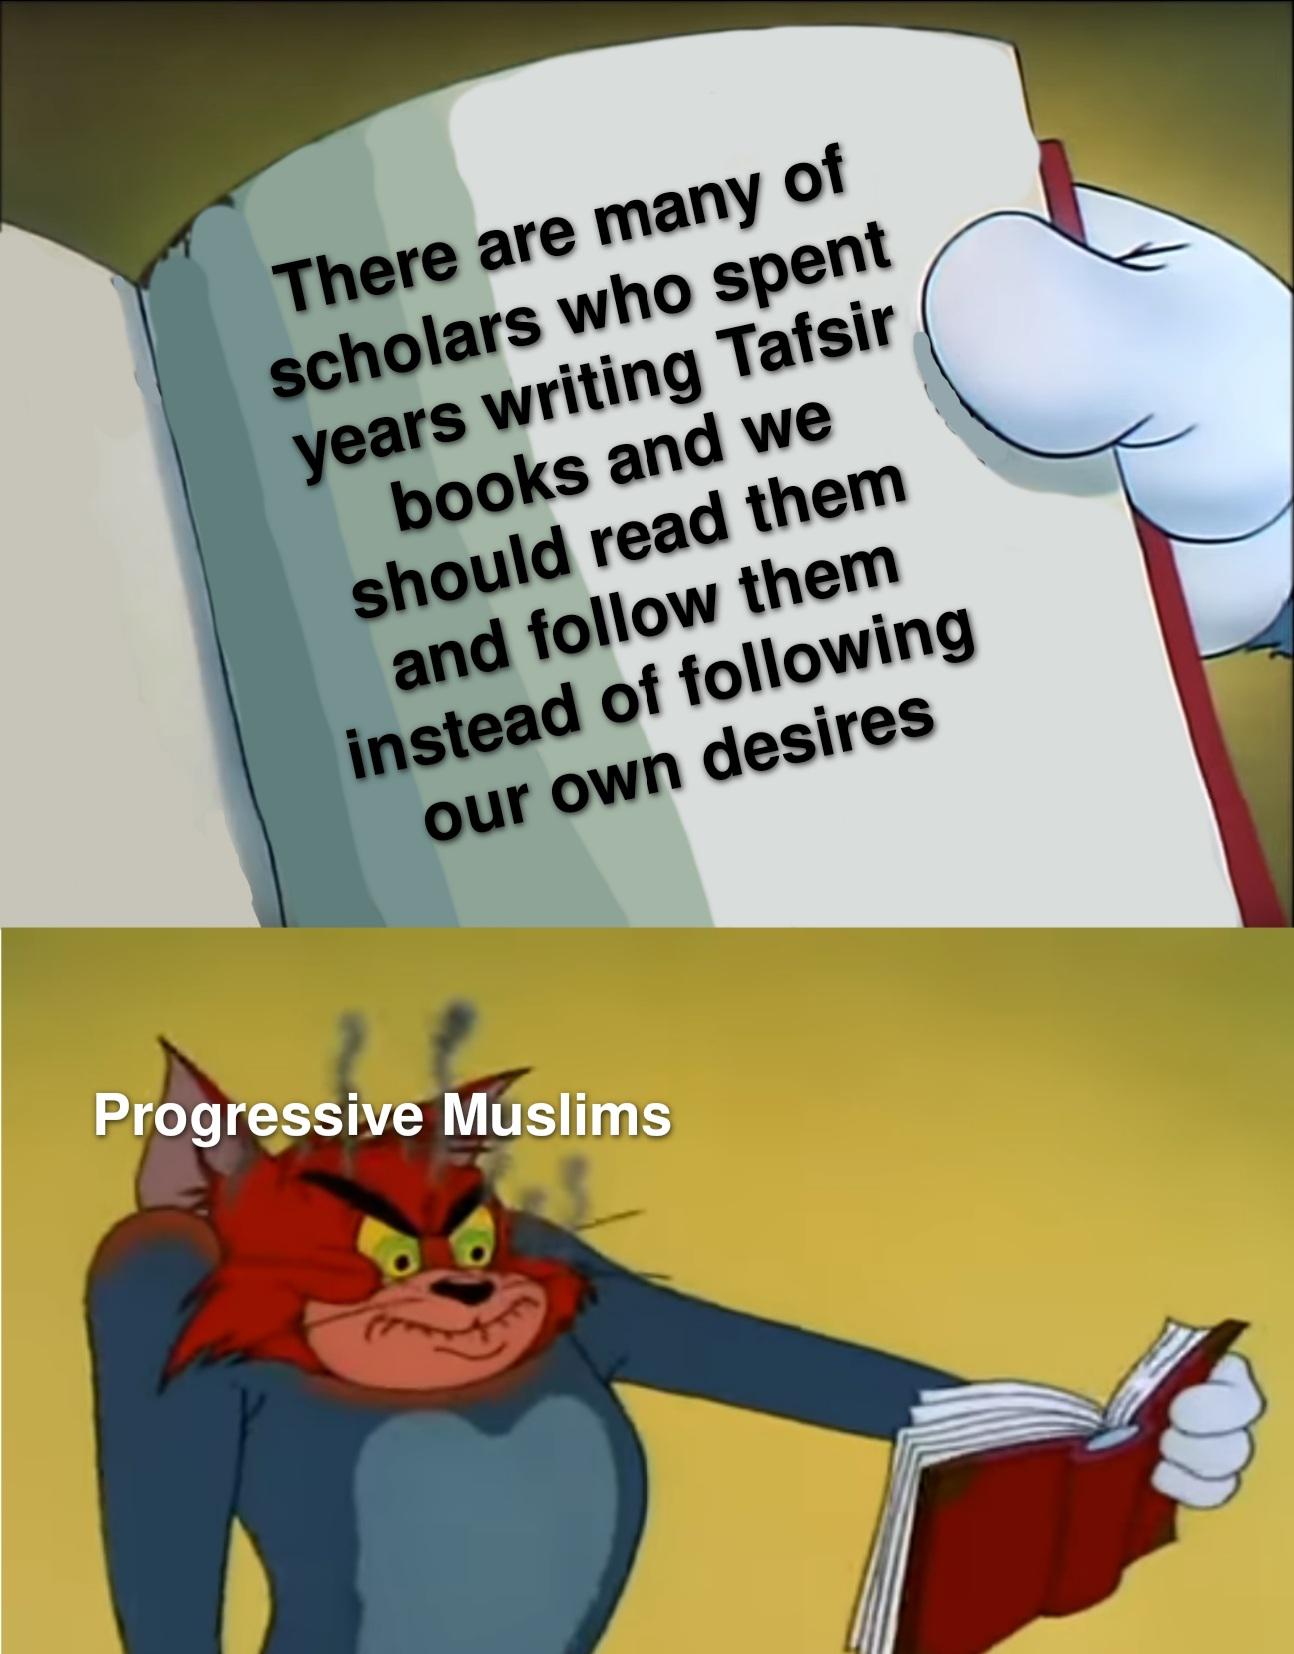 There are many of
scholars who spent
years writing Tafsir
books and we
should read them
and follow them
instead of following
our own desires
Progressive Muslims